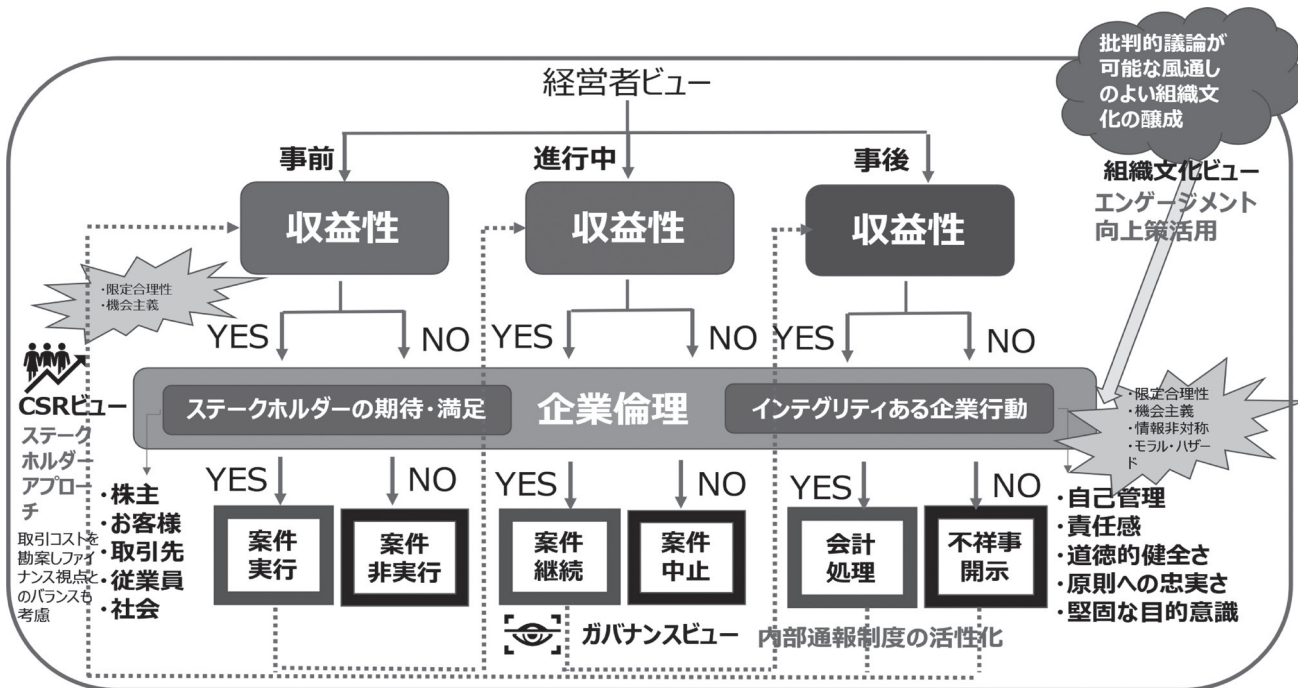 批判的議論が
可能な風通し
のよい組織文
化の醸成
経営者ビュー
事前
進行中
事後
組織文化ビュー
エンゲージメント
向上策活用
収益性
収益性
収益性
・限定合理性
・機会主義
YES
NO
YES
NO
YES
NO
CSRビュー
ステーク
ホルダー
アプロー
チ
取引コストを
勘案しファイ
ナンス視点と
のバランスも
考慮
ステークホルダーの期待・満足
企業倫理
インテグリティある企業行動
・限定合理性
・機会主義
・情報非対称
・モラル・ハザー
ド
YES
NO
YES
NO
YES
NO
・株主
・お客様
・取引先
・従業員
・社会
案件
実行
案件
非実行
案件
継続
案件
中止
会計
処理
不祥事
開示
・自己管理
・責任感
・道徳的健全さ
・原則への忠実さ
・堅固な目的意識
ガバナンスビュー
内部通報制度の活性化